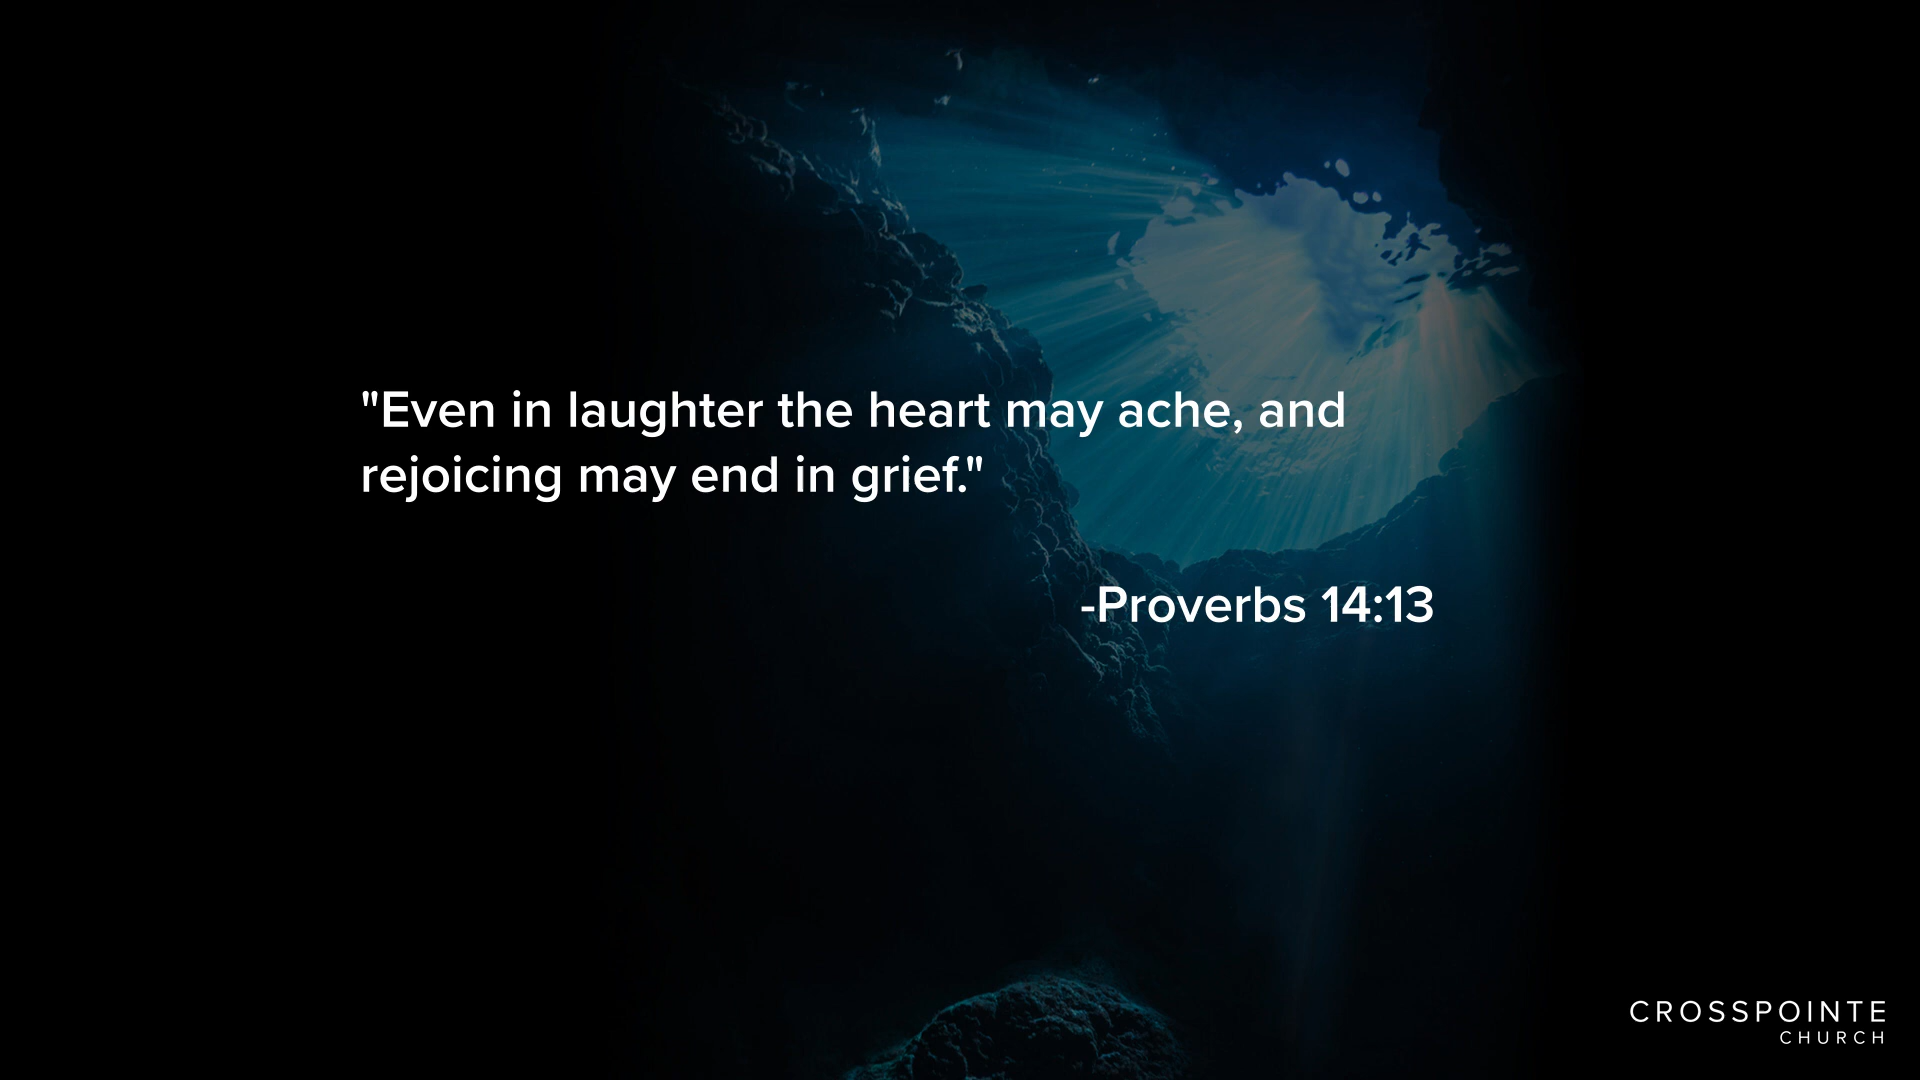 "Even in laughter the heart may ache, and
rejoicing may end in grief."
-Proverbs 14:13
CROSSPOINTE
CHURCH